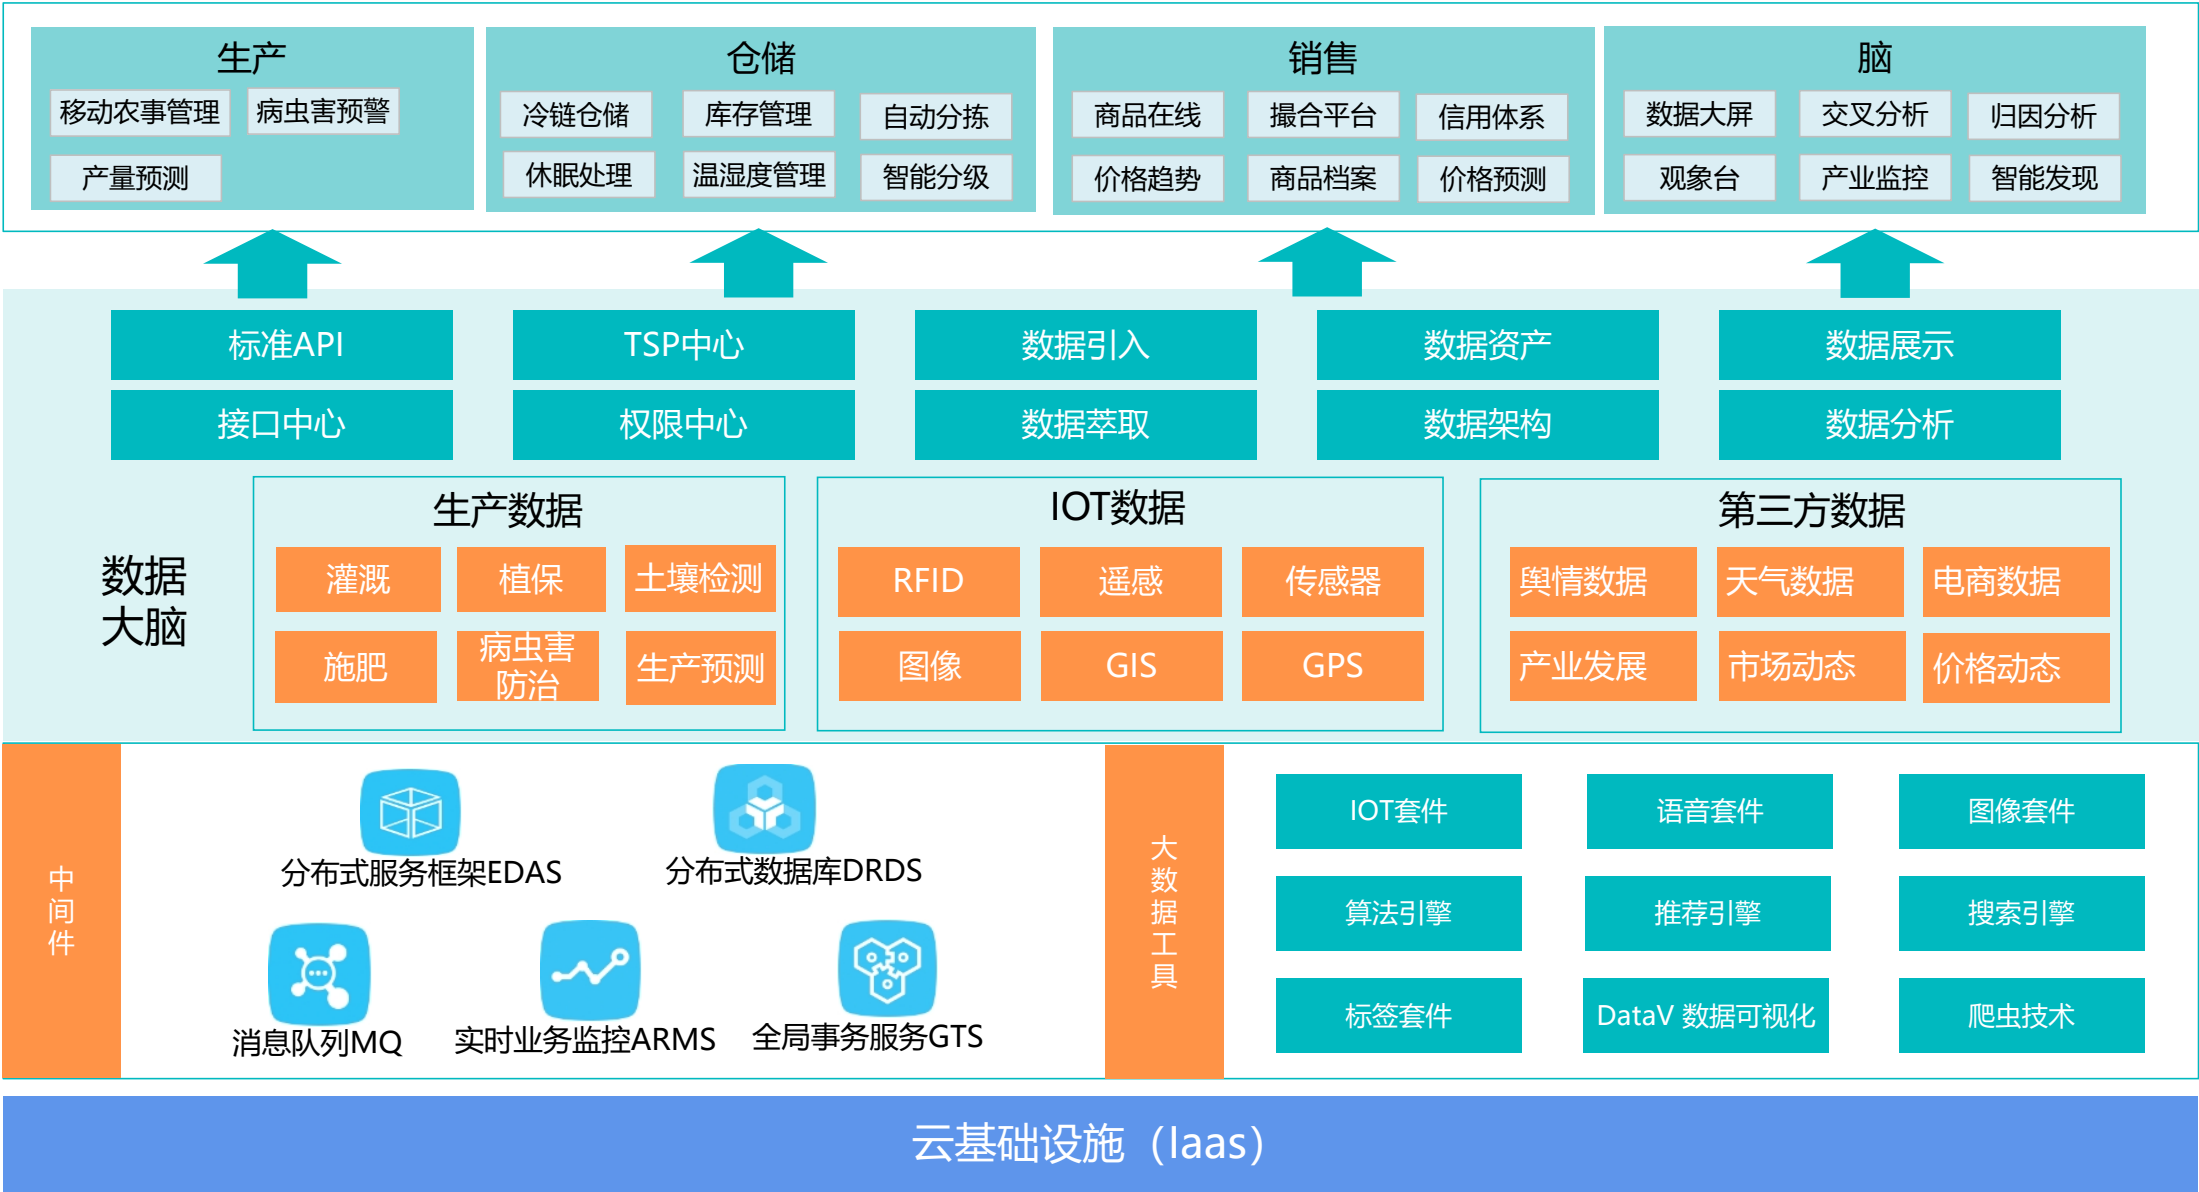 生产
移动农事管理
病虫害预警
产量预测
仓储
冷链仓储
库存管理
自动分拣
休眠处理
温湿度管理
智能分级
销售
商品在线
撮合平台
信用体系
价格趋势
商品档案
价格预测
脑
数据大屏
交叉分析
归因分析
观象台
产业监控
智能发现
标准API
TSP中心
数据引入
数据资产
数据展示
接口中心
权限中心
数据萃取
数据架构
数据分析
数据
大脑
生产数据
灌溉
植保
土壤检测
施肥
病虫害
防治
生产预测
IOT数据
RFID
遥感
传感器
图像
GIS
GPS
第三方数据
舆情数据
天气数据
电商数据
产业发展
市场动态
价格动态
中
间
件
分布式服务框架EDAS
分布式数据库DRDS
消息队列MQ
实时业务监控ARMS
全局事务服务GTS
大
数
据
工
具
IOT套件
语音套件
图像套件
算法引擎
推荐引擎
搜索引擎
标签套件
DataV 数据可视化
爬虫技术
云基础设施（Iaas）